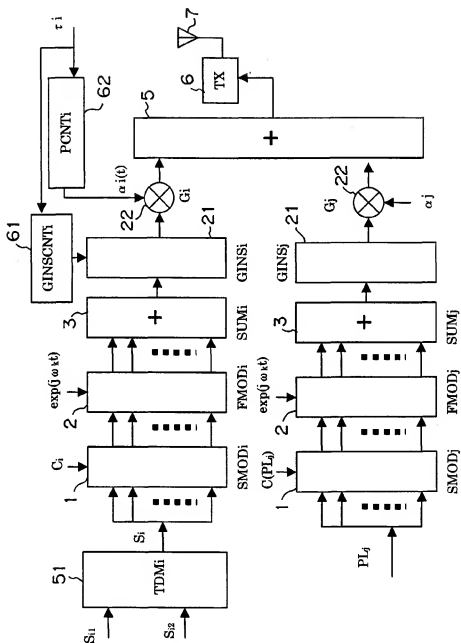 τi
PCNTi
62
GINSCNTi
61
αi(t)
Gi
22
GINSi
21
+
3
SUMi
exp(jωkt)
FMODi
2
Ci
SMODi
1
Si
TDMi
51
Si1
Si2
7
TX
6
5
+
Gj
22
αj
GINSj
21
+
3
SUMj
exp(jωkt)
FMODj
2
C(PLj)
SMODj
1
PLj